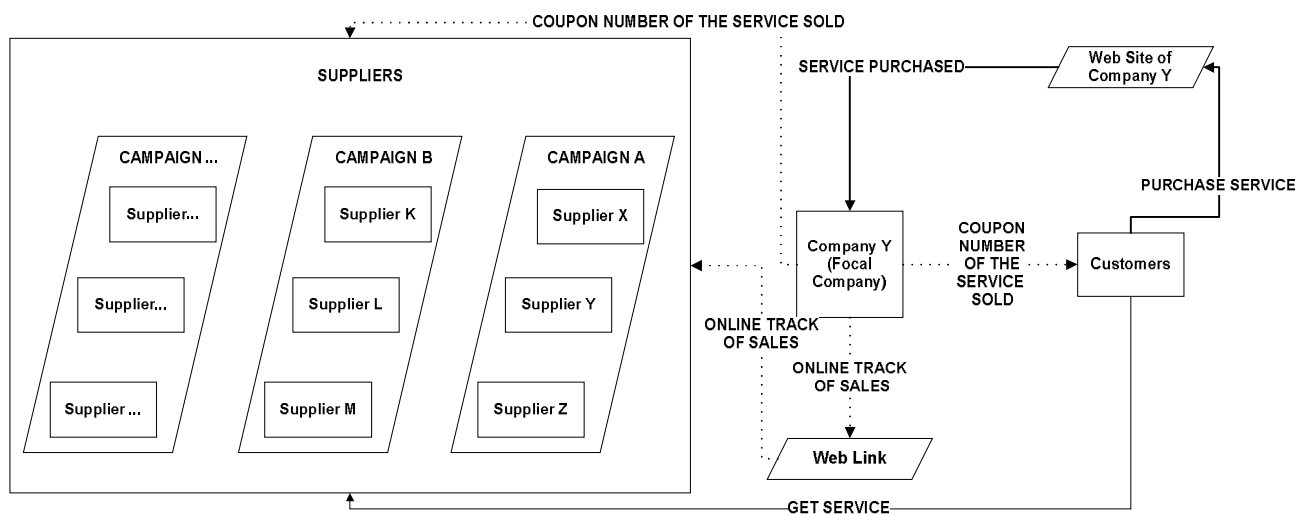 COUPON NUMBER OF THE SERVICE SOLD
SUPPLIERS
SERVICE PURCHASED
Web Site of
Company Y
CAMPAIGN ...
CAMPAIGN B
CAMPAIGN A
PURCHASE SERVICE
Supplier...
Supplier K
Supplier X
Company Y
(Focal
Company)
COUPON
NUMBER
OF THE
SERVICE
SOLD
Customers
Supplier...
Supplier L
Supplier Y
ONLINE TRACK
OF SALES
ONLINE TRACK
OF SALES
Supplier ...
Supplier M
Supplier Z
Web Link
GET SERVICE